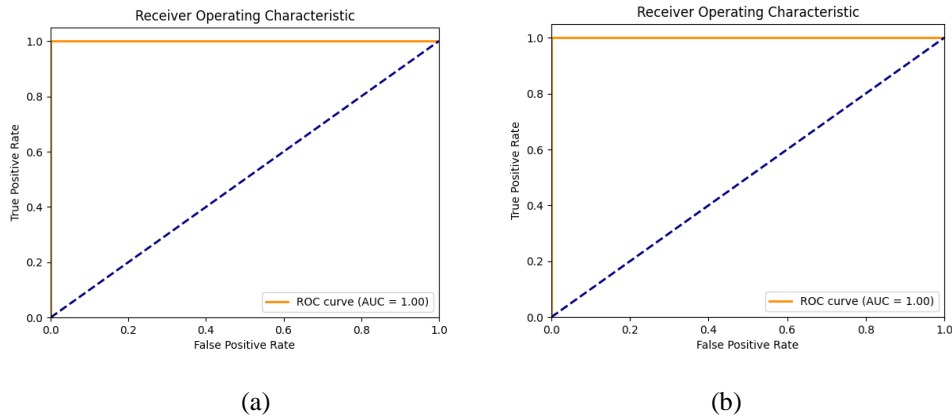 Receiver Operating Characteristic
1.0
0.8
0.6
0.4
0.2
0.0
True Positive Rate
ROC curve (AUC = 1.00)
0.0 0.2 0.4 0.6 0.8 1.0
False Positive Rate
(a)
Receiver Operating Characteristic
1.0
0.8
0.6
0.4
0.2
0.0
True Positive Rate
ROC curve (AUC = 1.00)
0.0 0.2 0.4 0.6 0.8 1.0
False Positive Rate
(b)